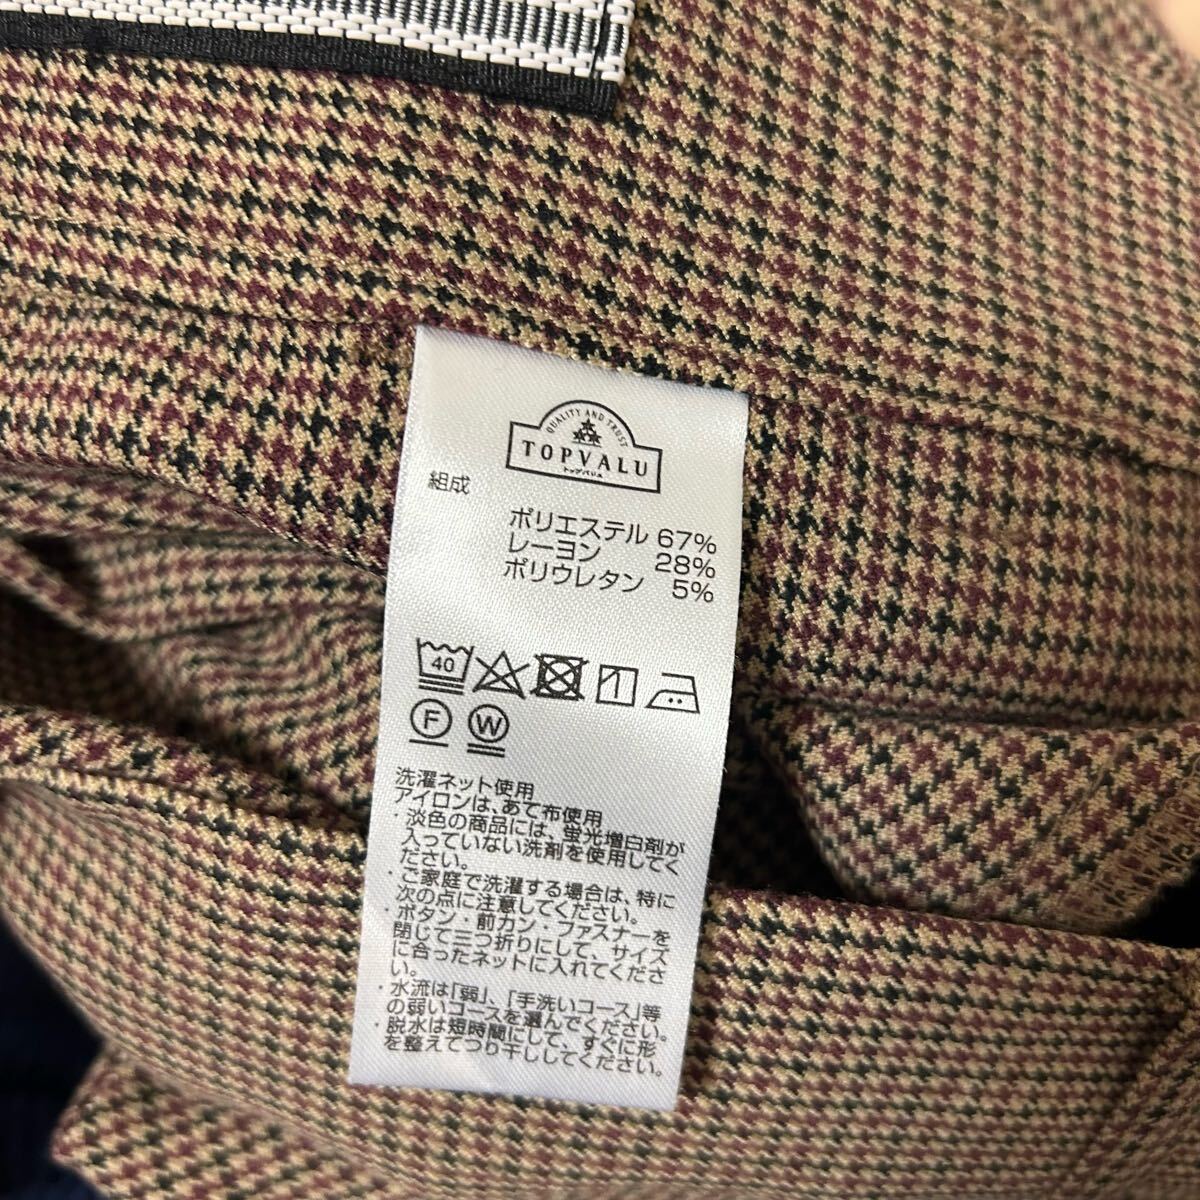 QUALITY AND TRUST
TOPVALU
トップバリュ
組成
ポリエステル 67%
レーヨン 28%
ポリウレタン 5%
40
F W
洗濯ネット使用
アイロンは、あて布使用
・淡色の商品には、蛍光増白剤が
入っていない洗剤を使用してく
ださい。
・ご家庭で洗濯する場合は、特に
次の点に注意してください。
・ボタン・前カン・ファスナーを
閉じて三つ折りにして、サイズ
に合ったネットに入れてくださ
い。
・水流は「弱」、「手洗いコース」等
の弱いコースを選んでください。
・脱水は短時間にして、すぐに形
を整えてつり干ししてください。